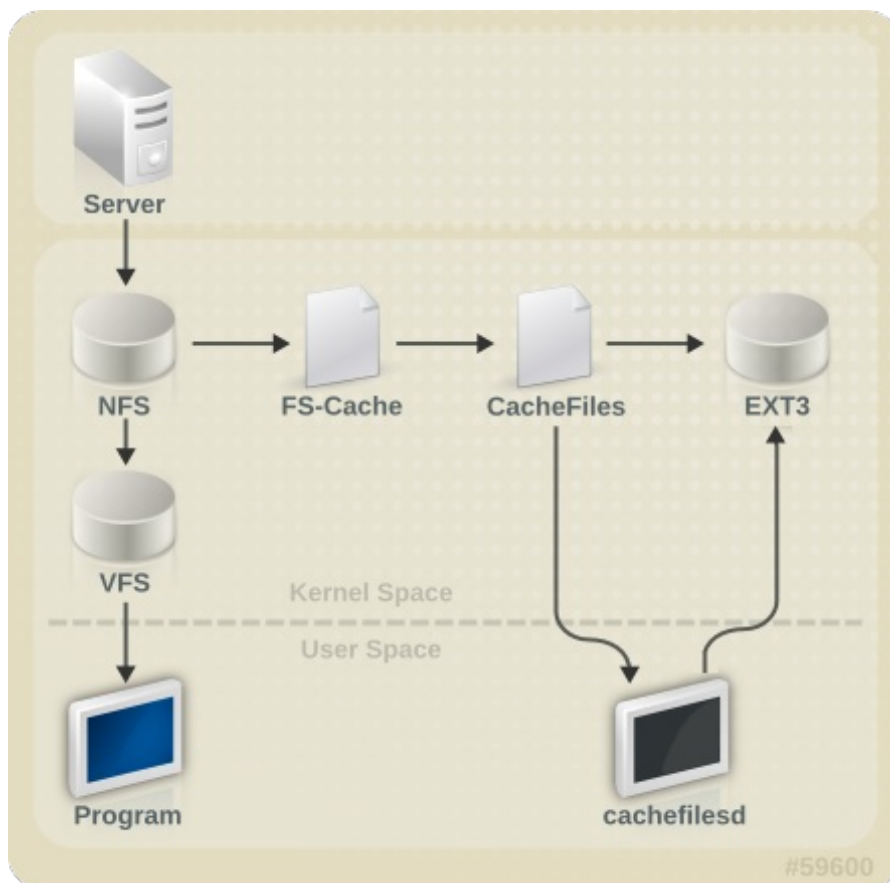 Server
NFS
FS-Cache
CacheFiles
EXT3
VFS
Kernel Space
User Space
Program
cachefilesd
#59600